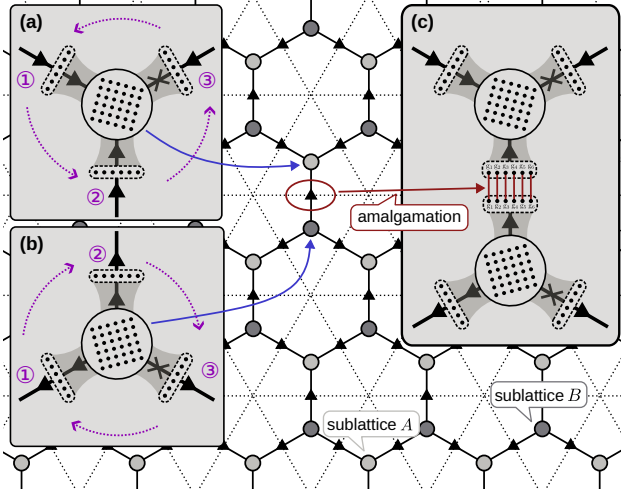 (a)
①
③
②
(b)
②
①
③
(c)
amalgamation
sublattice A
sublattice B